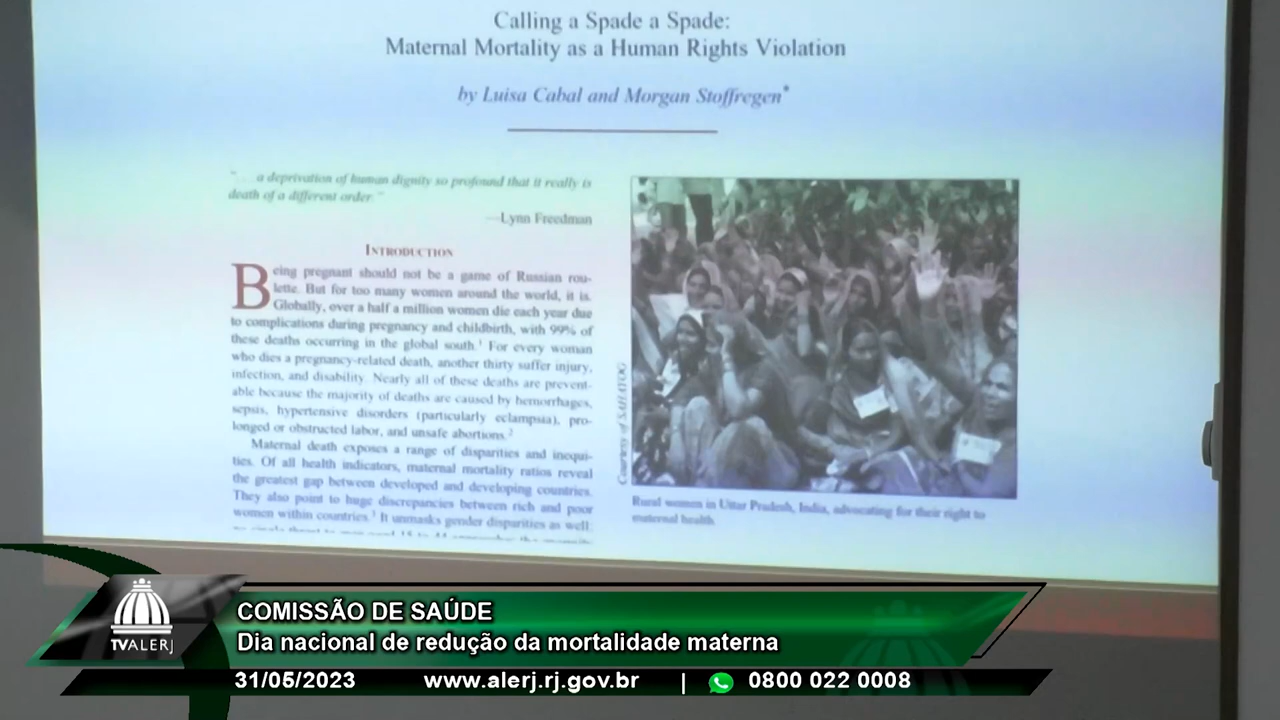 Calling a Spade a Spade:
Maternal Mortality as a Human Rights Violation
by Luisa Cabal and Morgan Stoffregen*
". . . a deprivation of human dignity so profound that it really is
death of a different order."
—Lynn Freedman
INTRODUCTION
Being pregnant should not be a game of Russian rou-
lette. But for too many women around the world, it is.
Globally, over a half a million women die each year due
to complications during pregnancy and childbirth, with 99% of
these deaths occurring in the global south.1 For every woman
who dies a pregnancy-related death, another thirty suffer injury,
infection, and disability. Nearly all of these deaths are prevent-
able because the majority of deaths are caused by hemorrhages,
sepsis, hypertensive disorders (particularly eclampsia), pro-
longed or obstructed labor, and unsafe abortions.2
Maternal death exposes a range of disparities and inequi-
ties. Of all health indicators, maternal mortality ratios reveal
the greatest gap between developed and developing countries.
They also point to huge discrepancies between rich and poor
women within countries.3 It unmasks gender disparities as well:
Courtesy of SAHAYOG
Rural women in Uttar Pradesh, India, advocating for their right to
maternal health.
TVALERJ
COMISSÃO DE SAÚDE
Dia nacional de redução da mortalidade materna
31/05/2023 www.alerj.rj.gov.br | 0800 022 0008